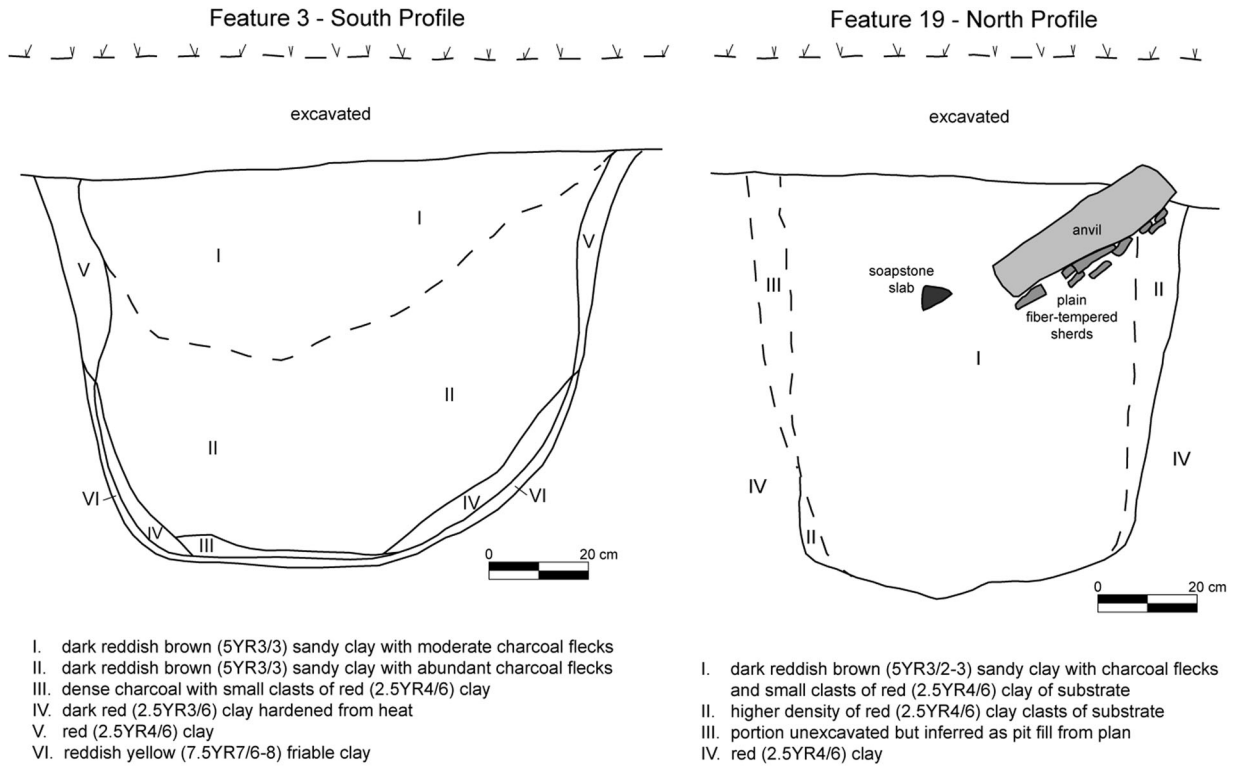 Feature 3 - South Profile
excavated
I
I
V
V
II
II
VI
VI
IV
IV
III
0 20 cm
I. dark reddish brown (5YR3/3) sandy clay with moderate charcoal flecks
II. dark reddish brown (5YR3/3) sandy clay with abundant charcoal flecks
III. dense charcoal with small clasts of red (2.5YR4/6) clay
IV. dark red (2.5YR3/6) clay hardened from heat
V. red (2.5YR4/6) clay
VI. reddish yellow (7.5YR7/6-8) friable clay
Feature 19 - North Profile
excavated
anvil
soapstone
slab
III
II
plain
fiber-tempered
sherds
I
IV
IV
II
0 20 cm
I. dark reddish brown (5YR3/2-3) sandy clay with charcoal flecks
and small clasts of red (2.5YR4/6) clay of substrate
II. higher density of red (2.5YR4/6) clay clasts of substrate
III. portion unexcavated but inferred as pit fill from plan
IV. red (2.5YR4/6) clay